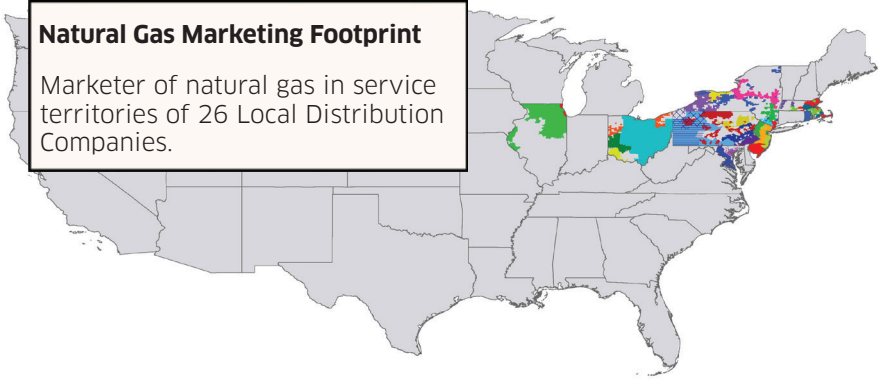 Natural Gas Marketing Footprint
Marketer of natural gas in service
territories of 26 Local Distribution
Companies.